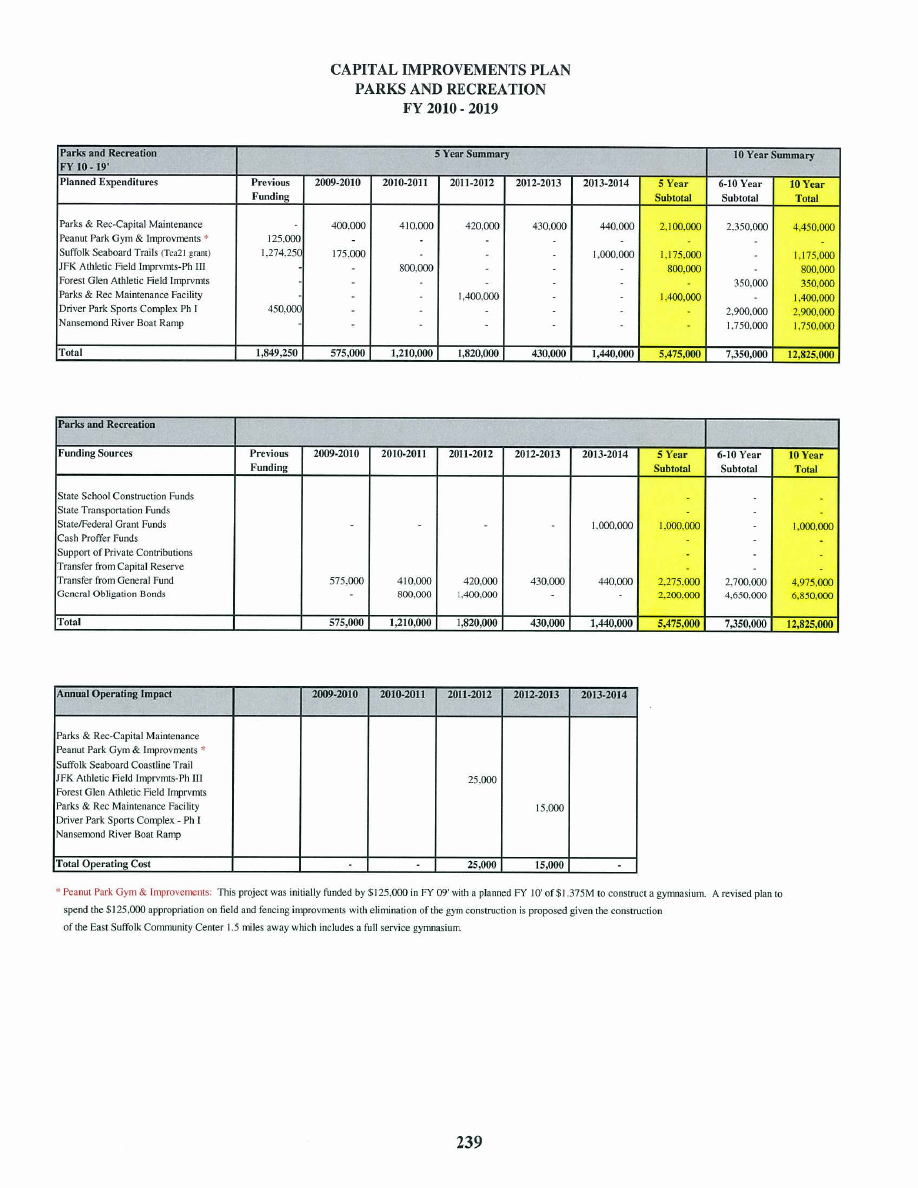 CAPITAL IMPROVEMENTS PLAN
PARKS AND RECREATION
FY 2010 - 2019
Parks and Recreation 5 Year Summary 10 Year Summary
FY 10 - 19'
Planned Expenditures Previous 2009-2010 2010-2011 2011-2012 2012-2013 2013-2014 5 Year 6-10 Year 10 Year
Funding Subtotal Subtotal Total
Parks & Rec-Capital Maintenance - 400,000 410,000 420,000 430,000 440,000 2,100,000 2,350,000 4,450,000
Peanut Park Gym & Improvments * 125,000 - - - - - - - -
Suffolk Seaboard Trails (Tea21 grant) 1,274,250 175,000 - - - 1,000,000 1,175,000 - 1,175,000
JFK Athletic Field Imprvmts-Ph III - - 800,000 - - - 800,000 - 800,000
Forest Glen Athletic Field Imprvmts - - - - - - - 350,000 350,000
Parks & Rec Maintenance Facility - - - 1,400,000 - - 1,400,000 - 1,400,000
Driver Park Sports Complex Ph I 450,000 - - - - - - 2,900,000 2,900,000
Nansemond River Boat Ramp - - - - - - - 1,750,000 1,750,000
Total 1,849,250 575,000 1,210,000 1,820,000 430,000 1,440,000 5,475,000 7,350,000 12,825,000
Parks and Recreation
Funding Sources Previous 2009-2010 2010-2011 2011-2012 2012-2013 2013-2014 5 Year 6-10 Year 10 Year
Funding Subtotal Subtotal Total
State School Construction Funds - - -
State Transportation Funds - - -
State/Federal Grant Funds - - - - 1,000,000 1,000,000 - 1,000,000
Cash Proffer Funds - - -
Support of Private Contributions - - -
Transfer from Capital Reserve - - -
Transfer from General Fund 575,000 410,000 420,000 430,000 440,000 2,275,000 2,700,000 4,975,000
General Obligation Bonds - 800,000 1,400,000 - - 2,200,000 4,650,000 6,850,000
Total 575,000 1,210,000 1,820,000 430,000 1,440,000 5,475,000 7,350,000 12,825,000
Annual Operating Impact 2009-2010 2010-2011 2011-2012 2012-2013 2013-2014
Parks & Rec-Capital Maintenance
Peanut Park Gym & Improvments *
Suffolk Seaboard Coastline Trail
JFK Athletic Field Imprvmts-Ph III 25,000
Forest Glen Athletic Field Imprvmts
Parks & Rec Maintenance Facility 15,000
Driver Park Sports Complex - Ph I
Nansemond River Boat Ramp
Total Operating Cost - - 25,000 15,000 -
* Peanut Park Gym & Improvements: This project was initially funded by $125,000 in FY 09' with a planned FY 10' of $1.375M to construct a gymnasium. A revised plan to
spend the $125,000 appropriation on field and fencing improvments with elimination of the gym construction is proposed given the construction
of the East Suffolk Community Center 1.5 miles away which includes a full service gymnasium.
239